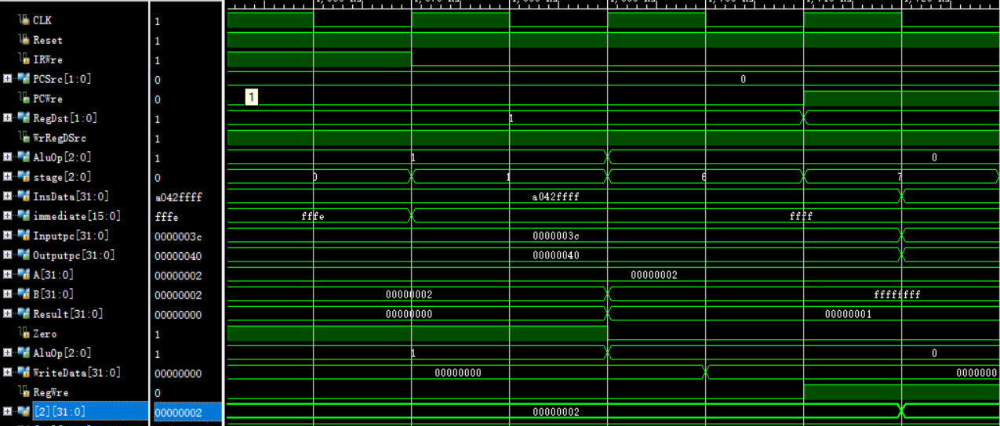 CLK 1
Reset 1
IRWre 1
PCSrc[1:0] 0 0
PCWre 0 1
RegDst[1:0] 1 1
WrRegDSrc 1
AluOp[2:0] 1 1 0
stage[2:0] 0 0 1 6 7
InsData[31:0] a042ffff a042ffff
immediate[15:0] fffe fffe ffff
Inputpc[31:0] 0000003c 0000003c
Outputpc[31:0] 00000040 00000040
A[31:0] 00000002 00000002
B[31:0] 00000002 00000002 ffffffff
Result[31:0] 00000000 00000000 00000001
Zero 1
AluOp[2:0] 1 1 0
WriteData[31:0] 00000000 00000000 0000000
RegWre 0
[2][31:0] 00000002 00000002